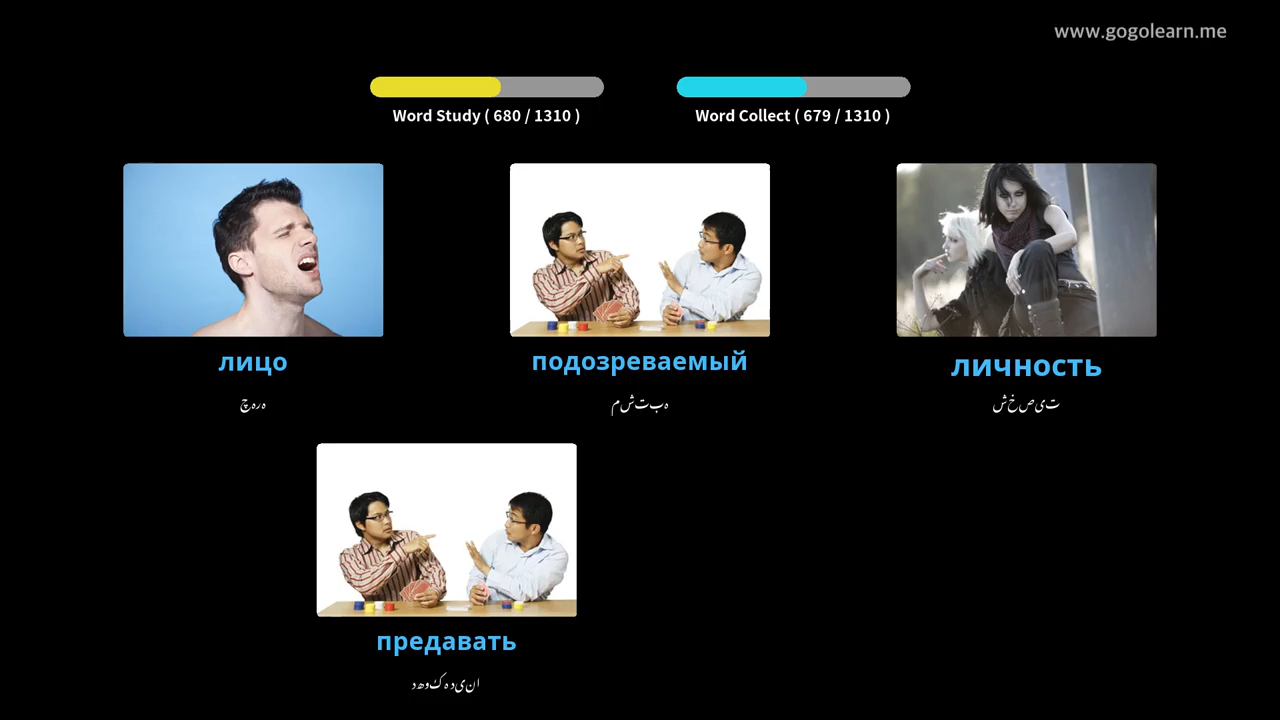 www.gogolearn.me
Word Study ( 680 / 1310 )
Word Collect ( 679 / 1310 )
лицо
چہرہ
подозреваемый
مشتبہ
личность
شخصیت
предавать
دھوکہ دینا